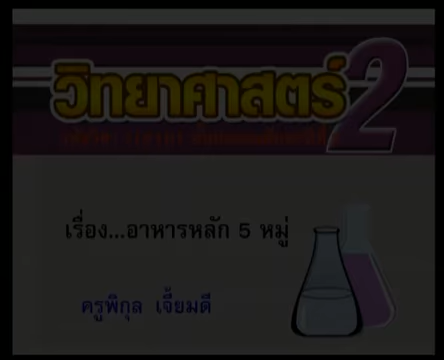 วิทยาศาสตร์ 2
เรื่อง...อาหารหลัก 5 หมู่
ครูพิกุล เจี้ยมดี